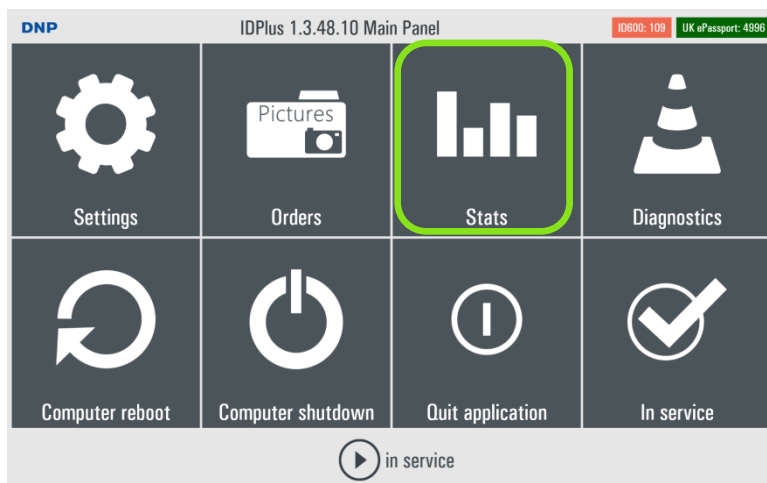 DNP IDPlus 1.3.48.10 Main Panel ID600: 109 UK ePassport: 4996
Pictures
Settings Orders Stats Diagnostics
Computer reboot Computer shutdown Quit application In service
in service